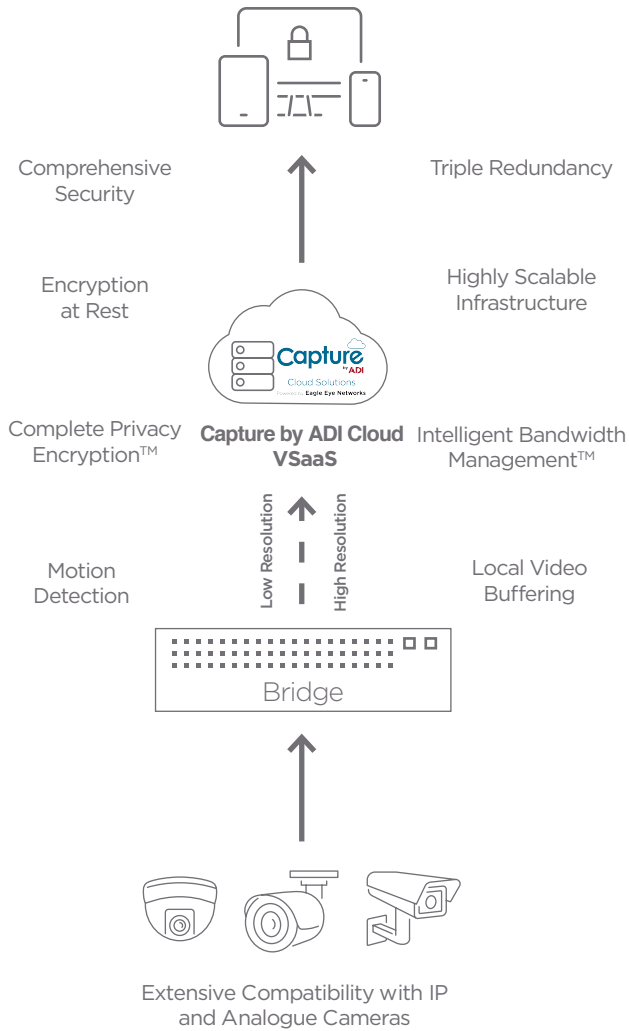 Comprehensive
Security
Triple Redundancy
Encryption
at Rest
Highly Scalable
Infrastructure
Capture
by ADI
Cloud Solutions
Powered by Eagle Eye Networks
Complete Privacy
Encryption™
Capture by ADI Cloud
VSaaS
Intelligent Bandwidth
Management™
Low Resolution
High Resolution
Motion
Detection
Local Video
Buffering
Bridge
Extensive Compatibility with IP
and Analogue Cameras